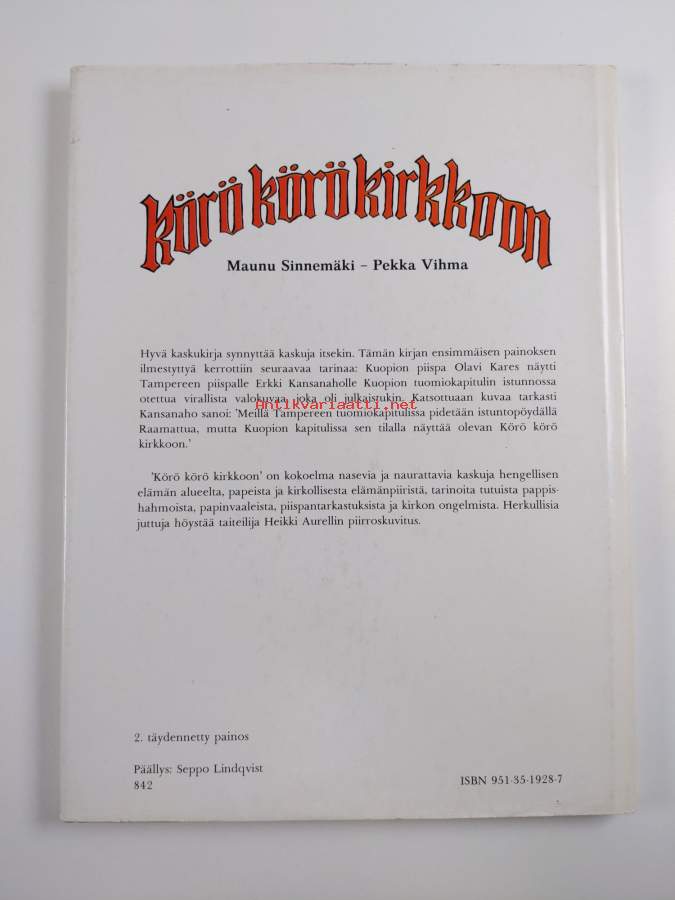 körö körö kirkkoon
Maunu Sinnemäki – Pekka Vihma
Hyvä kaskukirja synnyttää kaskuja itsekin. Tämän kirjan ensimmäisen painoksen
ilmestyttyä kerrottiin seuraavaa tarinaa: Kuopion piispa Olavi Kares näytti
Tampereen piispalle Erkki Kansanaholle Kuopion tuomiokapitulin istunnossa
otettua virallista valokuvaa, joka oli julkaistukin. Katsottuaan kuvaa tarkasti
Antikvariaatti.net
Kansanaho sanoi: 'Meillä Tampereen tuomiokapitulissa pidetään istuntopöydällä
Raamattua, mutta Kuopion kapitulissa sen tilalla näyttää olevan Körö körö
kirkkoon.'
'Körö körö kirkkoon' on kokoelma nasevia ja naurattavia kaskuja hengellisen
elämän alueelta, papeista ja kirkollisesta elämänpiiristä, tarinoita tutuista pappis-
hahmoista, papinvaaleista, piispantarkastuksista ja kirkon ongelmista. Herkullisia
juttuja höystää taiteilija Heikki Aurellin piirroskuvitus.
2. täydennetty painos
Päällys: Seppo Lindqvist
842
ISBN 951-35-1928-7